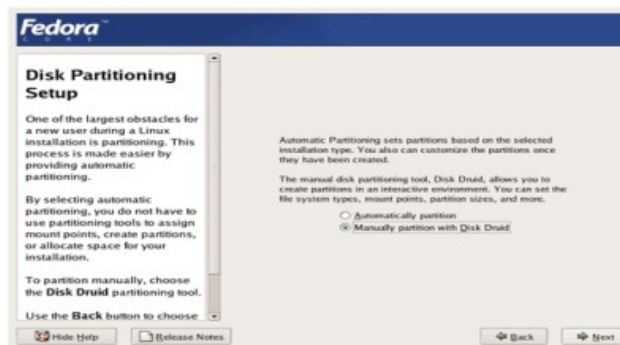 Fedora
CORE
Disk Partitioning
Setup
One of the largest obstacles for
a new user during a Linux
installation is partitioning. This
process is made easier by
providing automatic
partitioning.
By selecting automatic
partitioning, you do not have to
use partitioning tools to assign
mount points, create partitions,
or allocate space for your
installation.
To partition manually, choose
the Disk Druid partitioning tool.
Use the Back button to choose
Automatic Partitioning sets partitions based on the selected
installation type. You also can customize the partitions once
they have been created.
The manual disk partitioning tool, Disk Druid, allows you to
create partitions in an interactive environment. You can set the
file system types, mount points, partition sizes, and more.
Automatically partition
Manually partition with Disk Druid
Hide Help
Release Notes
Back
Next